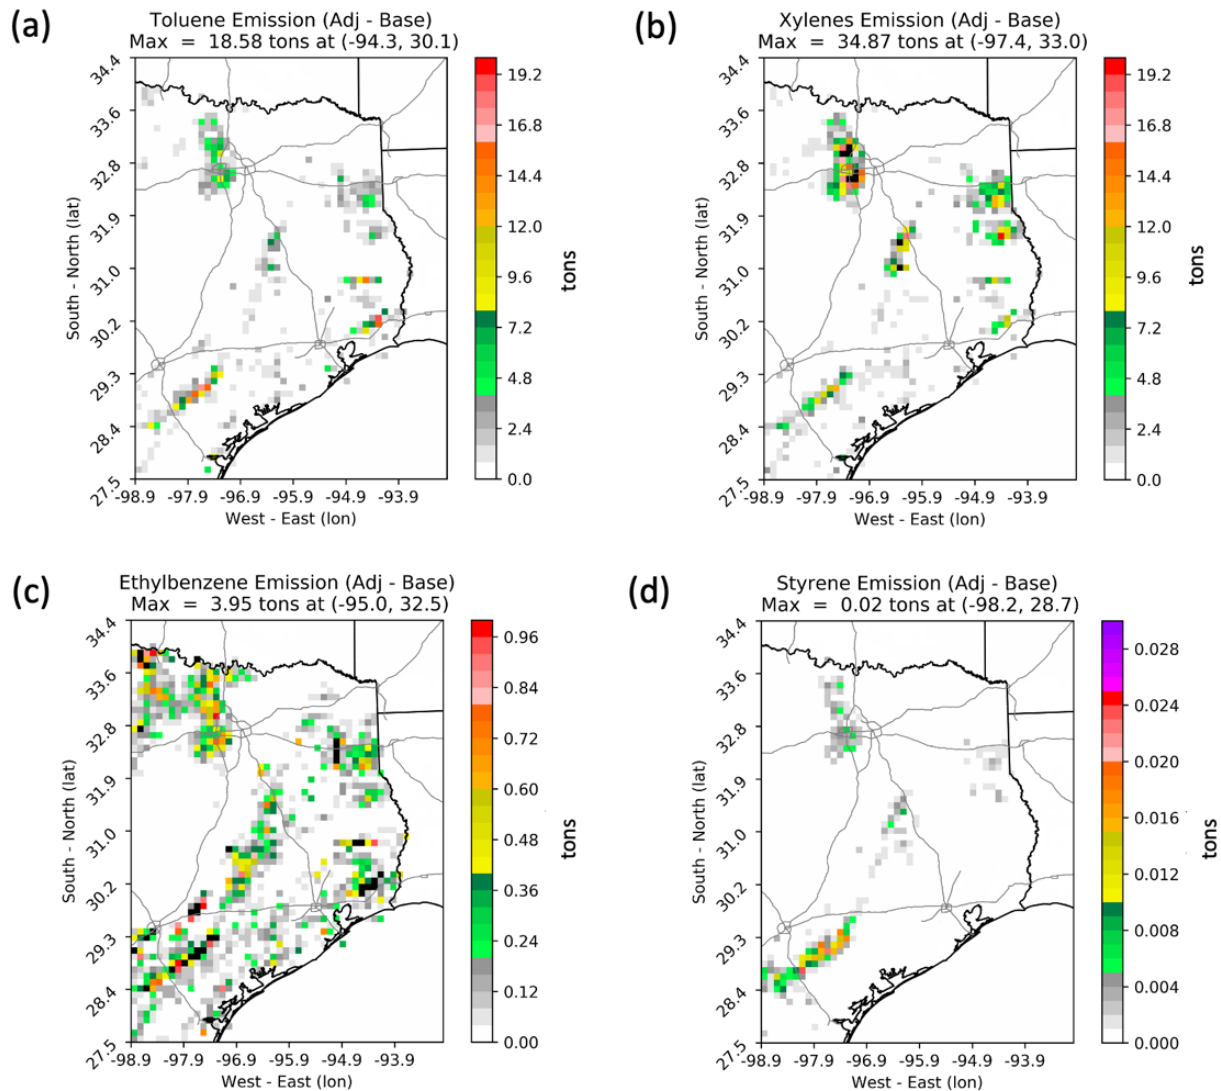 (a)
Toluene Emission (Adj - Base)
Max = 18.58 tons at (-94.3, 30.1)
34.4
33.6
32.8
31.9
31.0
30.2
29.3
28.4
27.5
South - North (lat)
-98.9 -97.9 -96.9 -95.9 -94.9 -93.9
West - East (lon)
19.2
16.8
14.4
12.0
9.6
7.2
4.8
2.4
0.0
tons
(b)
Xylenes Emission (Adj - Base)
Max = 34.87 tons at (-97.4, 33.0)
34.4
33.6
32.8
31.9
31.0
30.2
29.3
28.4
27.5
South - North (lat)
-98.9 -97.9 -96.9 -95.9 -94.9 -93.9
West - East (lon)
19.2
16.8
14.4
12.0
9.6
7.2
4.8
2.4
0.0
tons
(c)
Ethylbenzene Emission (Adj - Base)
Max = 3.95 tons at (-95.0, 32.5)
34.4
33.6
32.8
31.9
31.0
30.2
29.3
28.4
27.5
South - North (lat)
-98.9 -97.9 -96.9 -95.9 -94.9 -93.9
West - East (lon)
0.96
0.84
0.72
0.60
0.48
0.36
0.24
0.12
0.00
tons
(d)
Styrene Emission (Adj - Base)
Max = 0.02 tons at (-98.2, 28.7)
34.4
33.6
32.8
31.9
31.0
30.2
29.3
28.4
27.5
South - North (lat)
-98.9 -97.9 -96.9 -95.9 -94.9 -93.9
West - East (lon)
0.028
0.024
0.020
0.016
0.012
0.008
0.004
0.000
tons